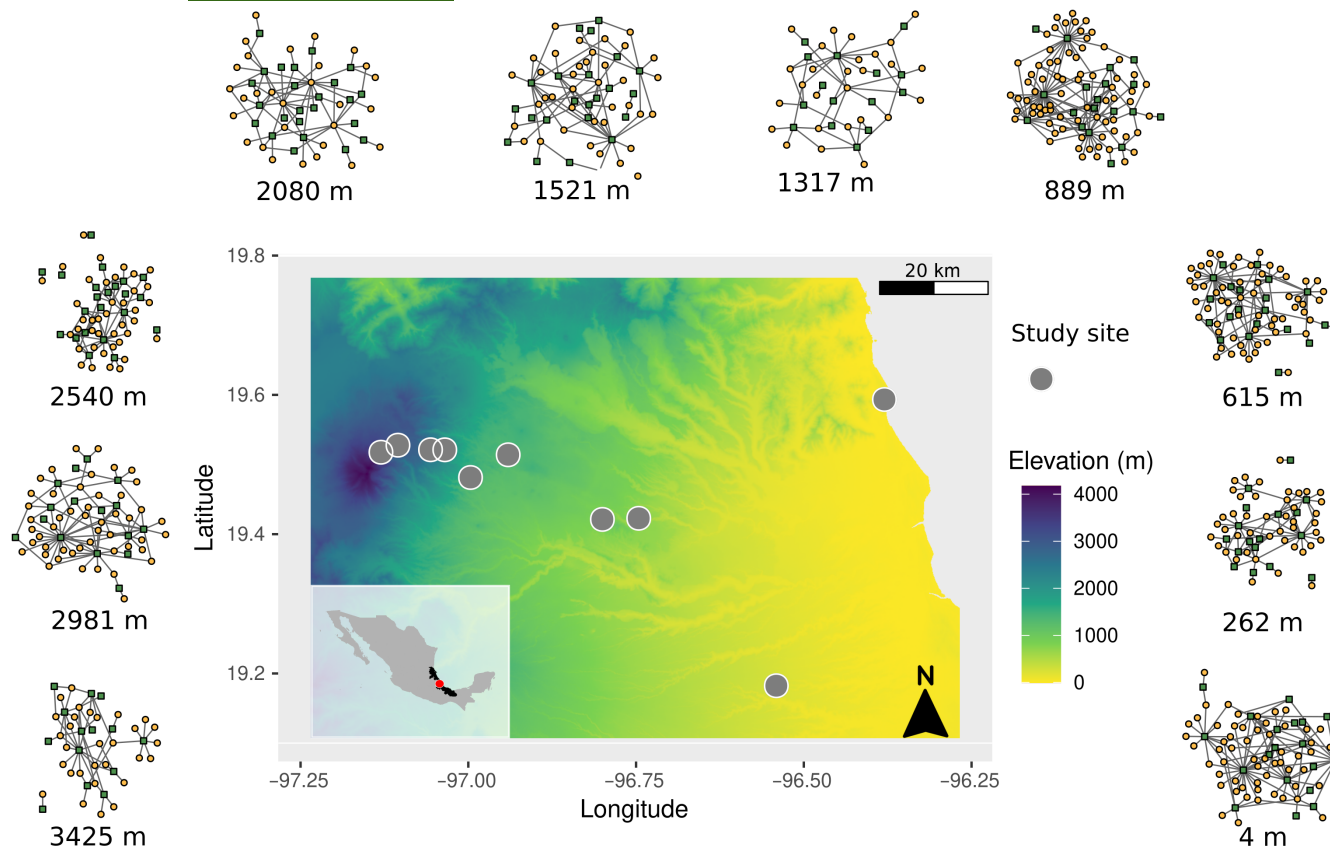 2080 m
1521 m
1317 m
889 m
2540 m
2981 m
3425 m
19.8
19.6
19.4
19.2
Latitude
20 km
N
−97.25
−97.00
−96.75
−96.50
−96.25
Longitude
Study site
Elevation (m)
4000
3000
2000
1000
0
615 m
262 m
4 m